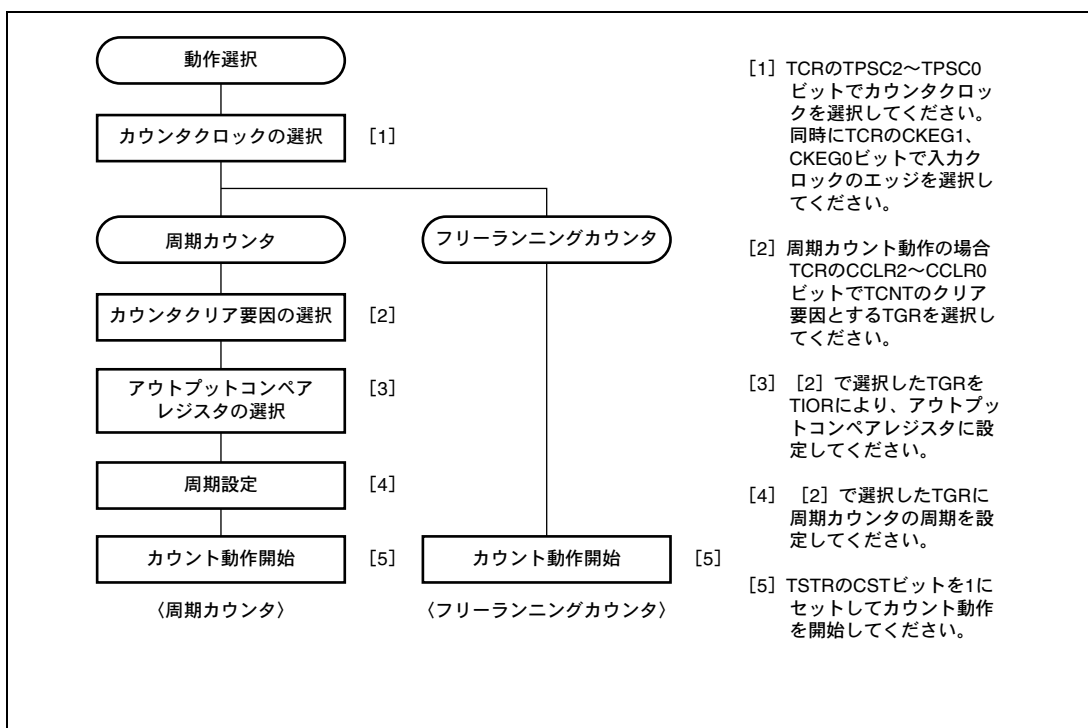 動作選択
カウンタクロックの選択 [1]
周期カウンタ
フリーランニングカウンタ
カウンタクリア要因の選択 [2]
アウトプットコンペア
レジスタの選択
[3]
周期設定 [4]
カウント動作開始 [5]
カウント動作開始 [5]
〈周期カウンタ〉
〈フリーランニングカウンタ〉
[1] TCRのTPSC2～TPSC0
ビットでカウンタクロッ
クを選択してください。
同時にTCRのCKEG1、
CKEG0ビットで入力ク
ロックのエッジを選択し
てください。
[2] 周期カウント動作の場合
TCRのCCLR2～CCLR0
ビットでTCNTのクリア
要因とするTGRを選択し
てください。
[3] [2]で選択したTGRを
TIORにより、アウトプッ
トコンペアレジスタに設
定してください。
[4] [2]で選択したTGRに
周期カウンタの周期を設
定してください。
[5] TSTRのCSTビットを1に
セットしてカウント動作
を開始してください。